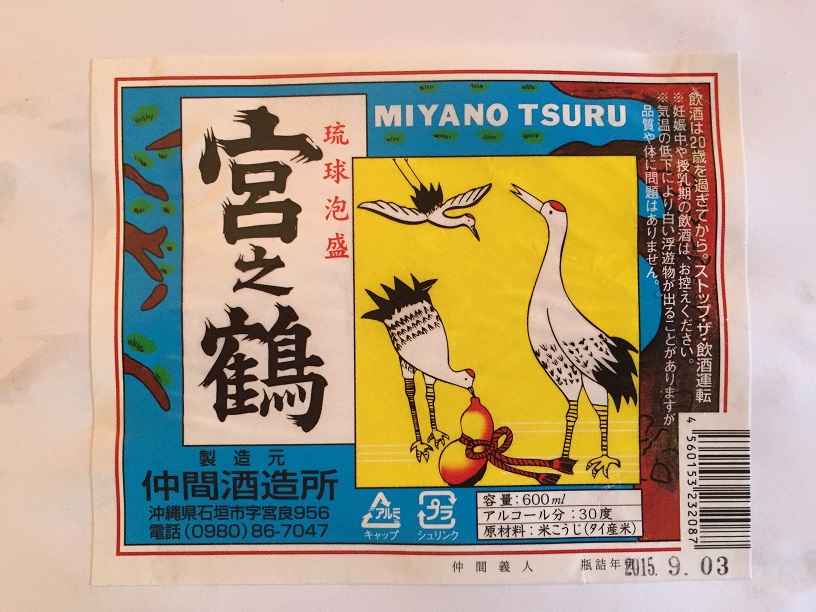 MIYANO TSURU
琉球泡盛
宮之鶴
飲酒は20歳を過ぎてから。ストップ・ザ・飲酒運転
※妊娠中や授乳期の飲酒は、お控えください。
※気温の低下により白い浮遊物が出ることがありますが
品質や体に問題はありません。
製造元
仲間酒造所
沖縄県石垣市字宮良956
電話(0980)86-7047
アルミ
キャップ
プラ
シュリンク
容量:600ml
アルコール分:30度
原材料:米こうじ(タイ産米)
4560153232087
仲間義人
瓶詰年
2015. 9. 03